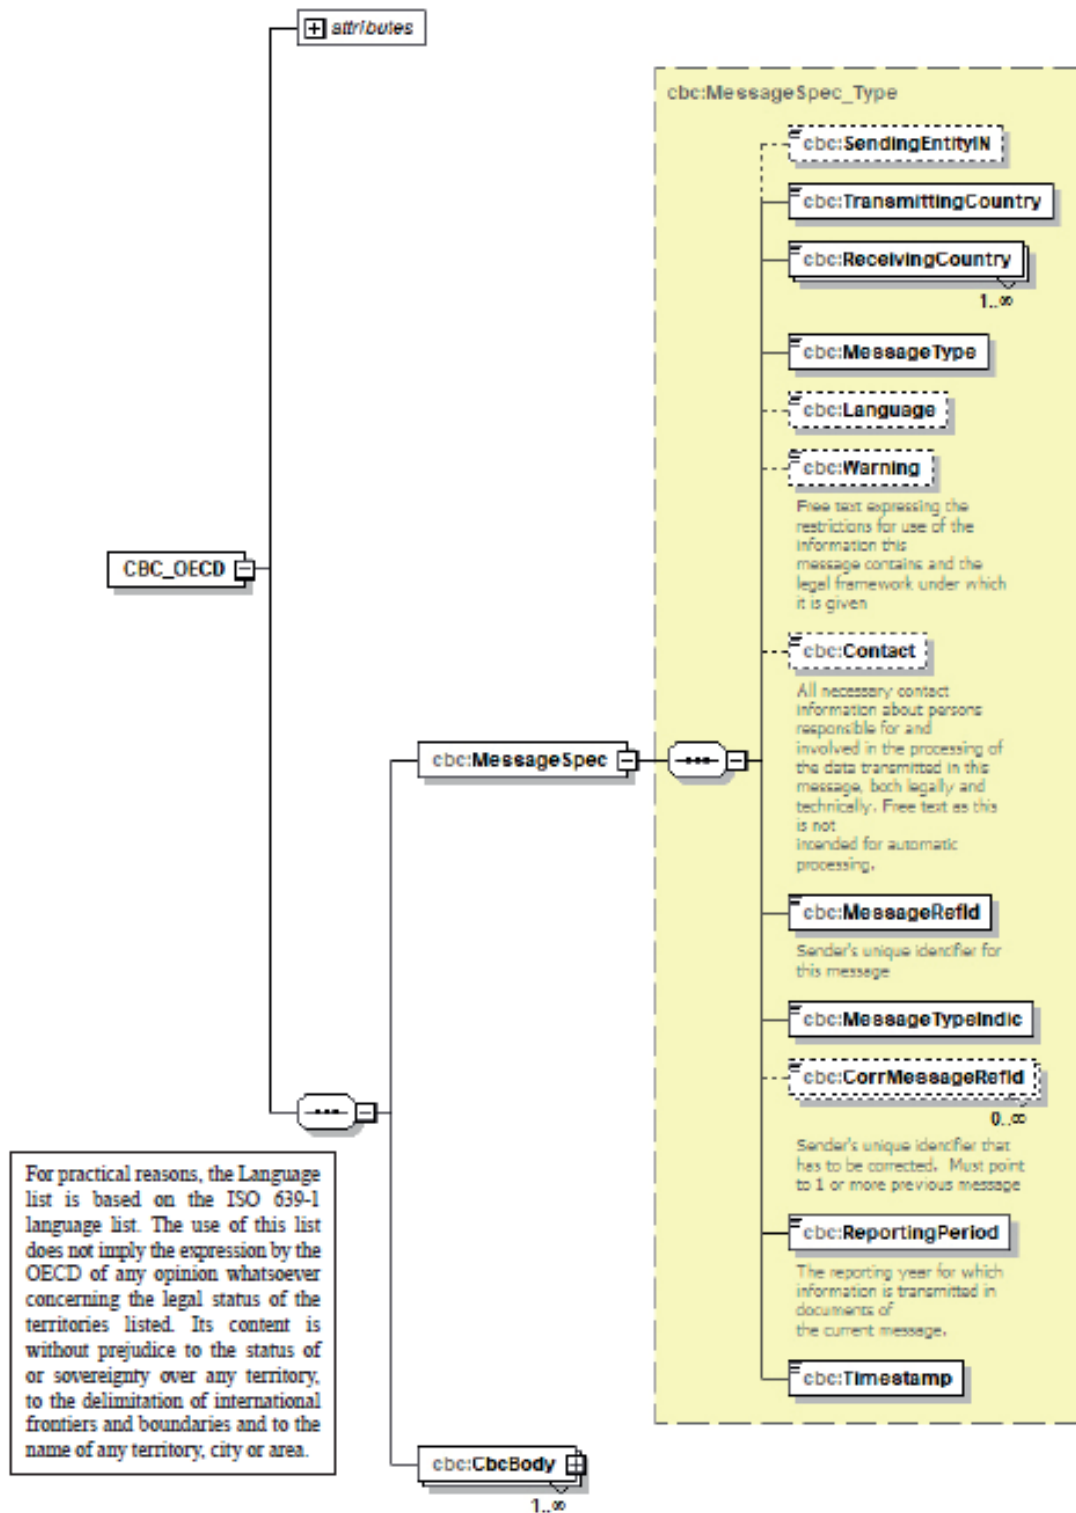 attributes
cbc:MessageSpec_Type
cbc:SendingEntityIN
cbc:TransmittingCountry
cbc:ReceivingCountry
1..∞
cbc:MessageType
cbc:Language
cbc:Warning
Free text expressing the
restrictions for use of the
information this
message contains and the
legal framework under which
it is given
CBC_OECD
cbc:Contact
All necessary contact
information about persons
responsible for and
involved in the processing of
the data transmitted in this
message, both legally and
technically. Free text as this
is not
intended for automatic
processing.
cbc:MessageSpec
cbc:MessageRefId
Sender's unique identifier for
this message
cbc:MessageTypeIndic
cbc:CorrMessageRefId
0..∞
Sender's unique identifier that
has to be corrected. Must point
to 1 or more previous message
cbc:ReportingPeriod
The reporting year for which
information is transmitted in
documents of
the current message.
cbc:Timestamp
For practical reasons, the Language
list is based on the ISO 639-1
language list. The use of this list
does not imply the expression by the
OECD of any opinion whatsoever
concerning the legal status of the
territories listed. Its content is
without prejudice to the status of
or sovereignty over any territory,
to the delimitation of international
frontiers and boundaries and to the
name of any territory, city or area.
cbc:CbcBody
1..∞